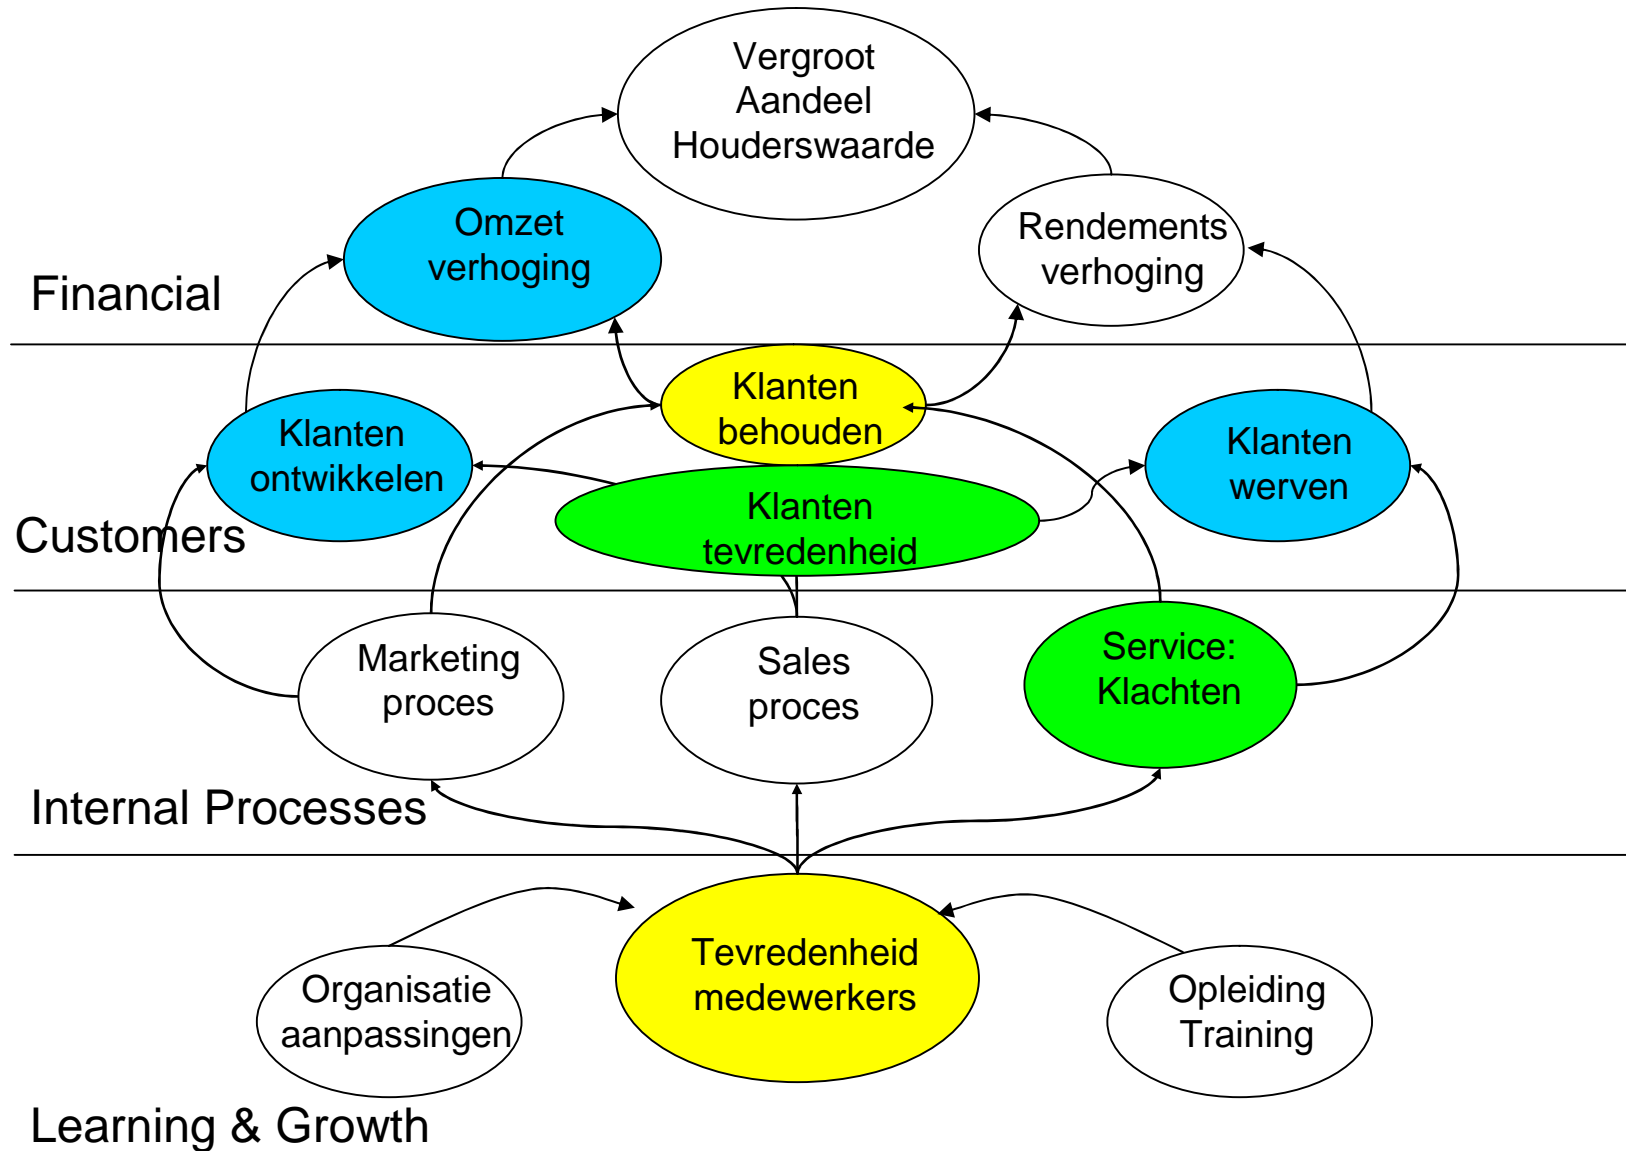 Vergroot
Aandeel
Houderswaarde
Omzet
verhoging
Rendements
verhoging
Financial
Klanten
behouden
Klanten
ontwikkelen
Klanten
werven
Klanten
tevredenheid
Customers
Marketing
proces
Sales
proces
Service:
Klachten
Internal Processes
Tevredenheid
medewerkers
Organisatie
aanpassingen
Opleiding
Training
Learning & Growth